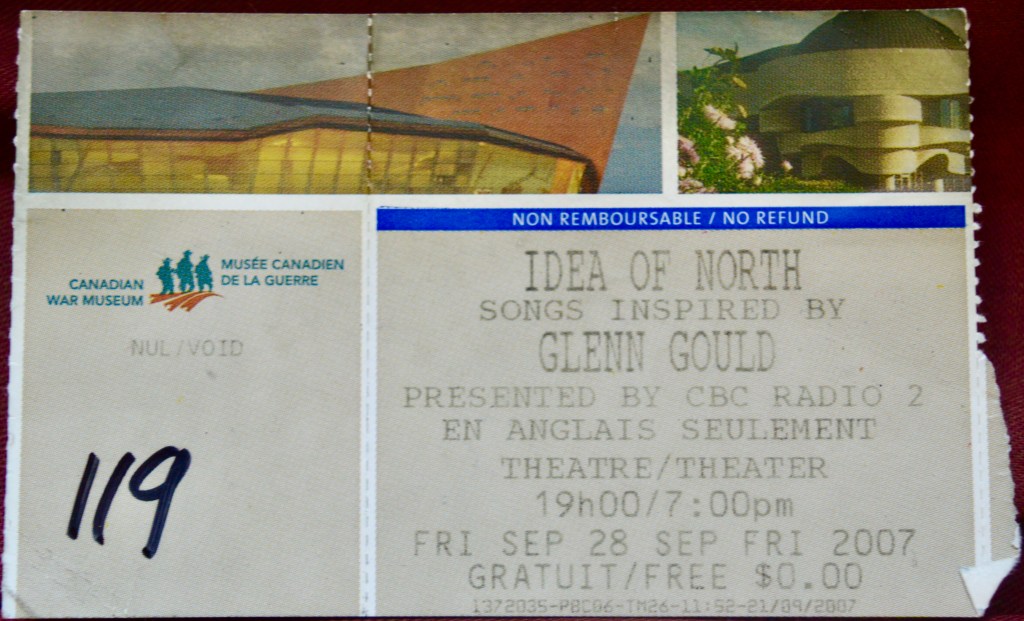 NON REMBOURSABLE / NO REFUND
CANADIAN
WAR MUSEUM
MUSÉE CANADIEN
DE LA GUERRE
NUL/VOID
119
IDEA OF NORTH
SONGS INSPIRED BY
GLENN GOULD
PRESENTED BY CBC RADIO 2
EN ANGLAIS SEULEMENT
THEATRE/THEATER
19h00/7:00pm
FRI SEP 28 SEP FRI 2007
GRATUIT/FREE $0.00
1372035-PBC06-TM26-11:52-21/09/2007